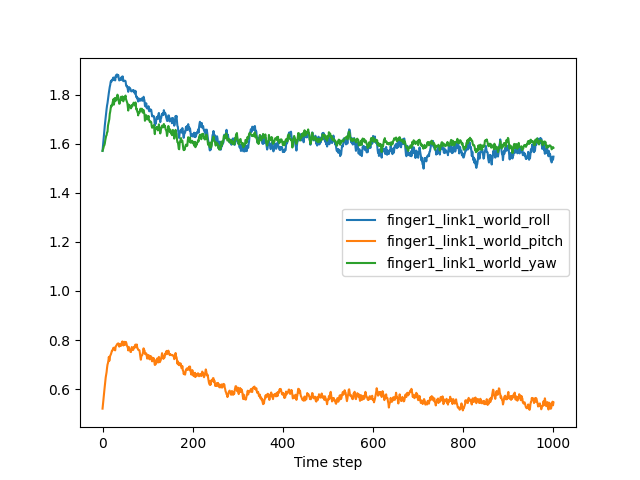 1.8
1.6
1.4
1.2
1.0
0.8
0.6
finger1_link1_world_roll
finger1_link1_world_pitch
finger1_link1_world_yaw
0 200 400 600 800 1000
Time step